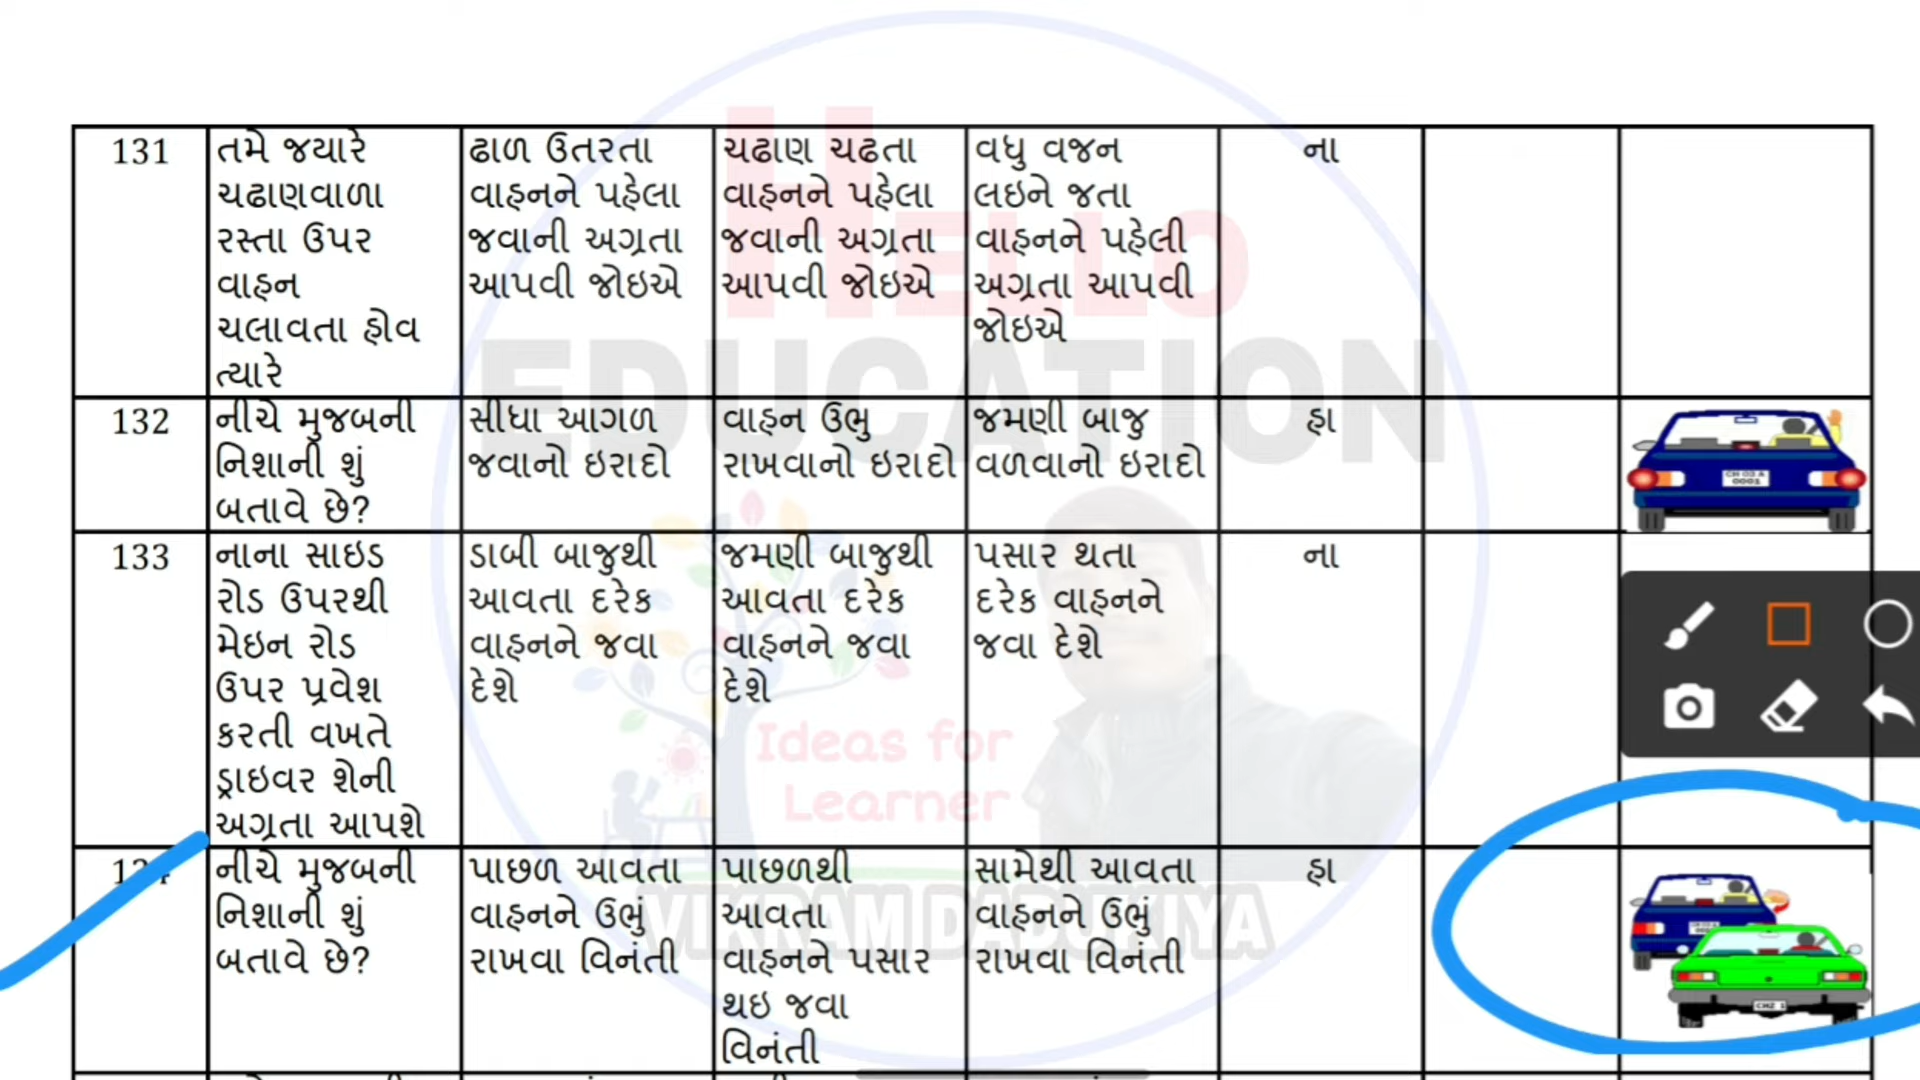 131
તમે જયારે
ચઢાણવાળા
રસ્તા ઉપર
વાહન
ચલાવતા હોવ
ત્યારે
ઢાળ ઉતરતા
વાહનને પહેલા
જવાની અગ્રતા
આપવી જોઇએ
ચઢાણ ચઢતા
વાહનને પહેલા
જવાની અગ્રતા
આપવી જોઇએ
વધુ વજન
લઇને જતા
વાહનને પહેલી
અગ્રતા આપવી
જોઇએ
ના
132
નીચે મુજબની
નિશાની શું
બતાવે છે?
સીધા આગળ
જવાનો ઇરાદો
વાહન ઉભુ
રાખવાનો ઇરાદો
જમણી બાજુ
વળવાનો ઇરાદો
હા
133
નાના સાઇડ
રોડ ઉપરથી
મેઇન રોડ
ઉપર પ્રવેશ
કરતી વખતે
ડ્રાઇવર શેની
અગ્રતા આપશે
ડાબી બાજુથી
આવતા દરેક
વાહનને જવા
દેશે
જમણી બાજુથી
આવતા દરેક
વાહનને જવા
દેશે
પસાર થતા
દરેક વાહનને
જવા દેશે
ના
134
નીચે મુજબની
નિશાની શું
બતાવે છે?
પાછળ આવતા
વાહનને ઉભું
રાખવા વિનંતી
પાછળથી
આવતા
વાહનને પસાર
થઇ જવા
વિનંતી
સામેથી આવતા
વાહનને ઉભું
રાખવા વિનંતી
હા
HELLO
EDUCATION
Ideas for
Learner
VIKRAM DADUKIYA